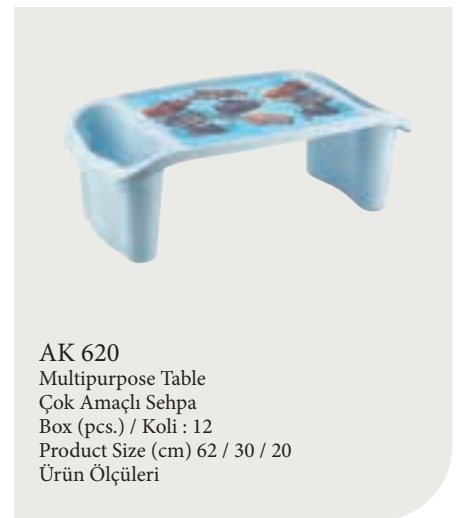 AK 620
Multipurpose Table
Çok Amaçlı Sehpa
Box (pcs.) / Koli : 12
Product Size (cm) 62 / 30 / 20
Ürün Ölçüleri